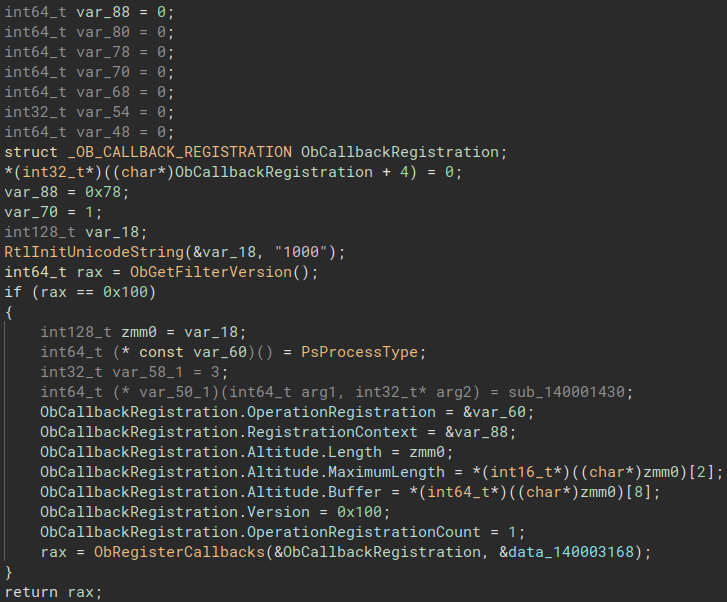 int64_t var_88 = 0;
int64_t var_80 = 0;
int64_t var_78 = 0;
int64_t var_70 = 0;
int64_t var_68 = 0;
int32_t var_54 = 0;
int64_t var_48 = 0;
struct _OB_CALLBACK_REGISTRATION ObCallbackRegistration;
*(int32_t*)((char*)ObCallbackRegistration + 4) = 0;
var_88 = 0x78;
var_70 = 1;
int128_t var_18;
RtlInitUnicodeString(&var_18, "1000");
int64_t rax = ObGetFilterVersion();
if (rax == 0x100)
{
    int128_t zmm0 = var_18;
    int64_t (* const var_60)() = PsProcessType;
    int32_t var_58_1 = 3;
    int64_t (* var_50_1)(int64_t arg1, int32_t* arg2) = sub_140001430;
    ObCallbackRegistration.OperationRegistration = &var_60;
    ObCallbackRegistration.RegistrationContext = &var_88;
    ObCallbackRegistration.Altitude.Length = zmm0;
    ObCallbackRegistration.Altitude.MaximumLength = *(int16_t*)((char*)zmm0)[2];
    ObCallbackRegistration.Altitude.Buffer = *(int64_t*)((char*)zmm0)[8];
    ObCallbackRegistration.Version = 0x100;
    ObCallbackRegistration.OperationRegistrationCount = 1;
    rax = ObRegisterCallbacks(&ObCallbackRegistration, &data_140003168);
}
return rax;